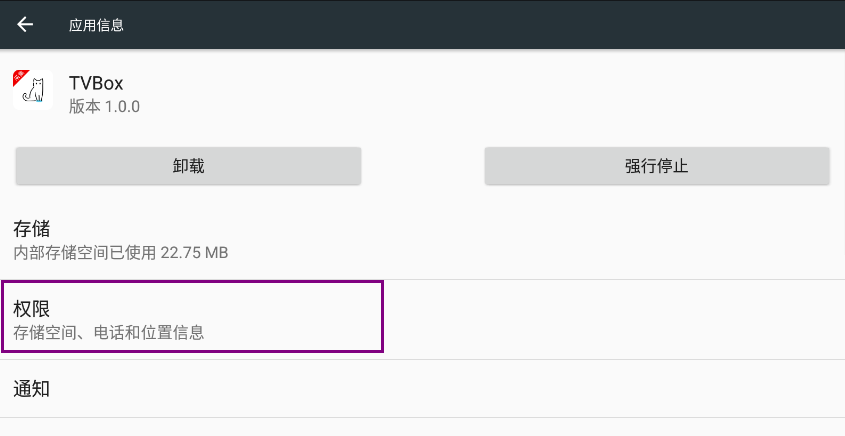 应用信息
TVBox
版本 1.0.0
卸载
强行停止
存储
内部存储空间已使用 22.75 MB
权限
存储空间、电话和位置信息
通知